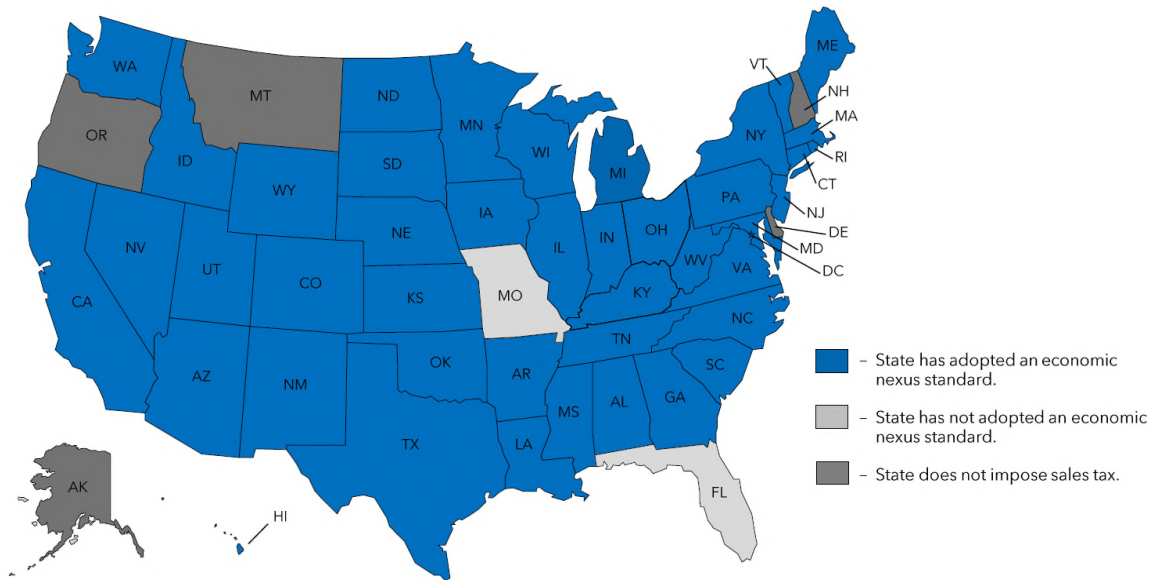 ME
WA
VT
MT
ND
NH
MN
MA
OR
NY
WI
ID
SD
RI
MI
WY
CT
PA
IA
NJ
NE
OH
DE
IN
NV
IL
MD
UT
WV
VA
DC
CO
KS
MO
KY
CA
NC
TN
OK
AZ
NM
AR
SC
MS
AL
GA
TX
LA
FL
AK
HI
– State has adopted an economic
nexus standard.
– State has not adopted an economic
nexus standard.
– State does not impose sales tax.